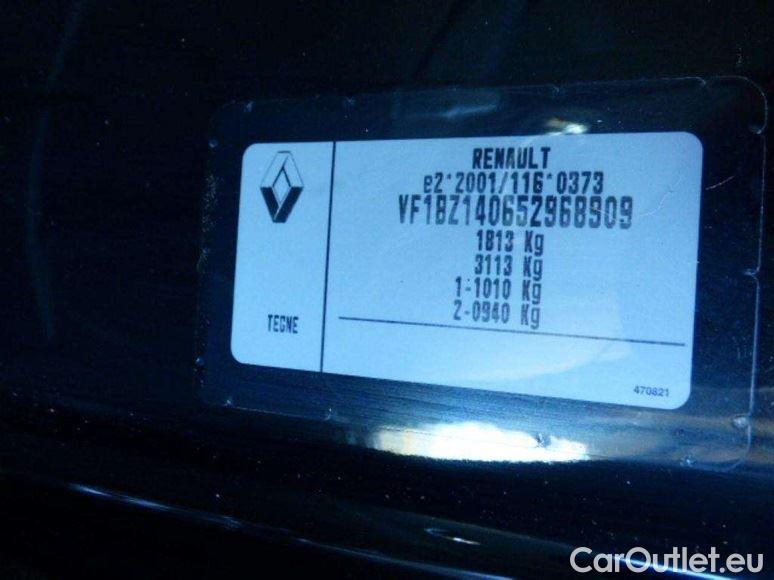 RENAULT
e2*2001/116*0373
VF1BZ140652968909
1813 Kg
3113 Kg
1-1010 Kg
2-0940 Kg
TEGNE
470821
CarOutlet.eu